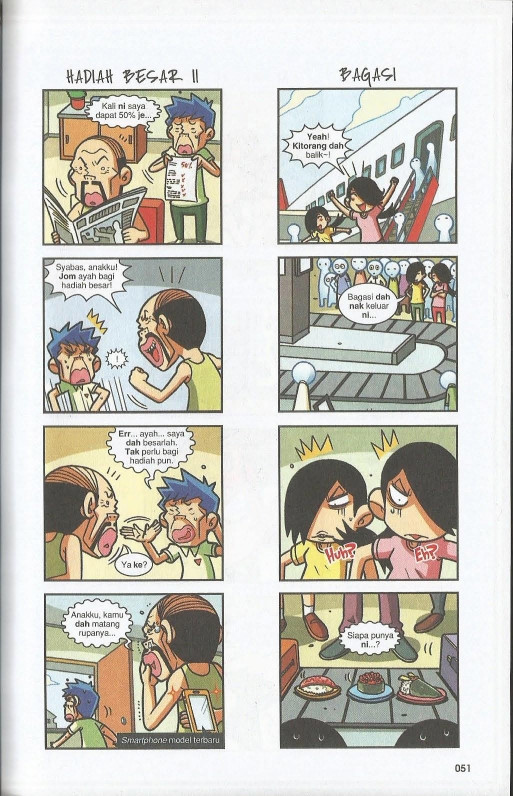 HADIAH BESAR II
Kali ni saya
dapat 50% je...
50%
Syabas, anakku!
Jom ayah bagi
hadiah besar!
!
Err... ayah... saya
dah besarlah.
Tak perlu bagi
hadiah pun.
Ya ke?
Anakku, kamu
dah matang
rupanya...
Smartphone model terbaru
BAGASI
Yeah!
Kitorang dah
balik~!
Bagasi dah
nak keluar
ni...
Huh?
Eh?
Siapa punya
ni...?
051